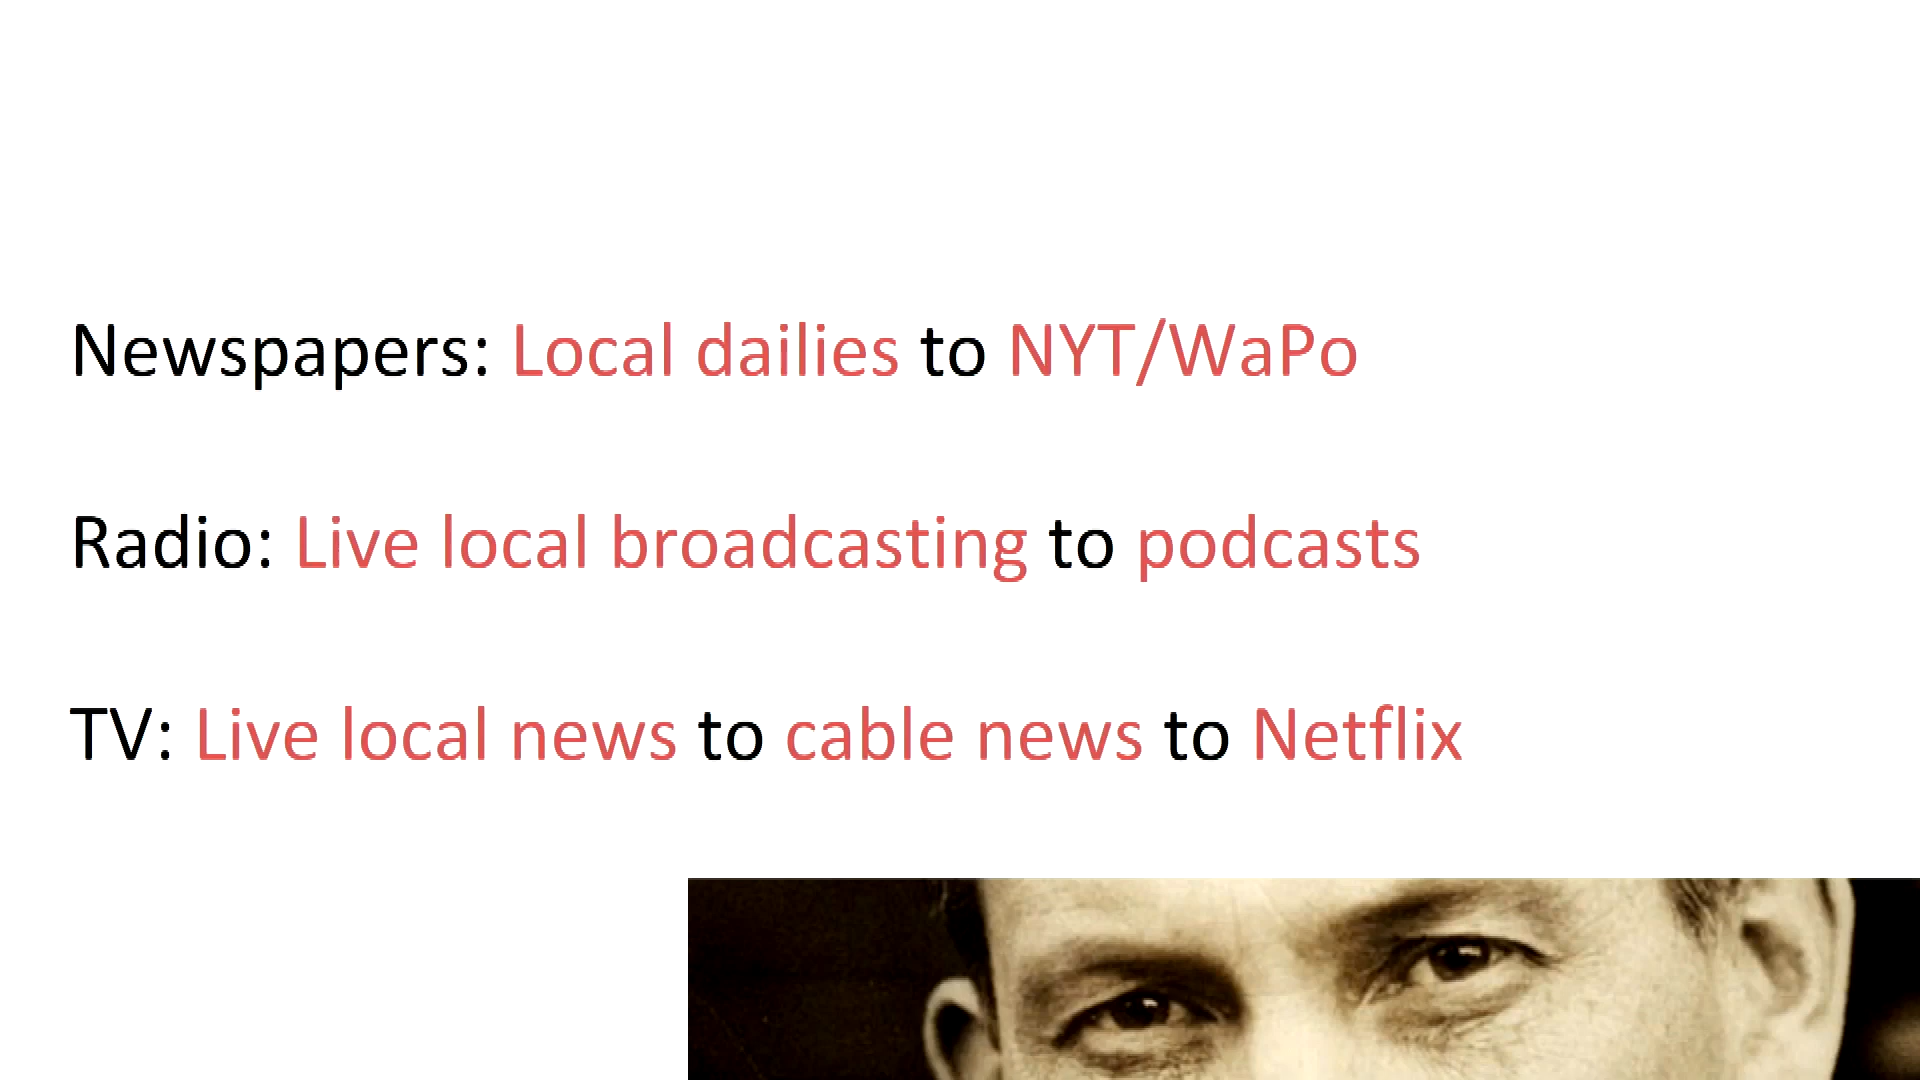 Newspapers: Local dailies to NYT/WaPo
Radio: Live local broadcasting to podcasts
TV: Live local news to cable news to Netflix